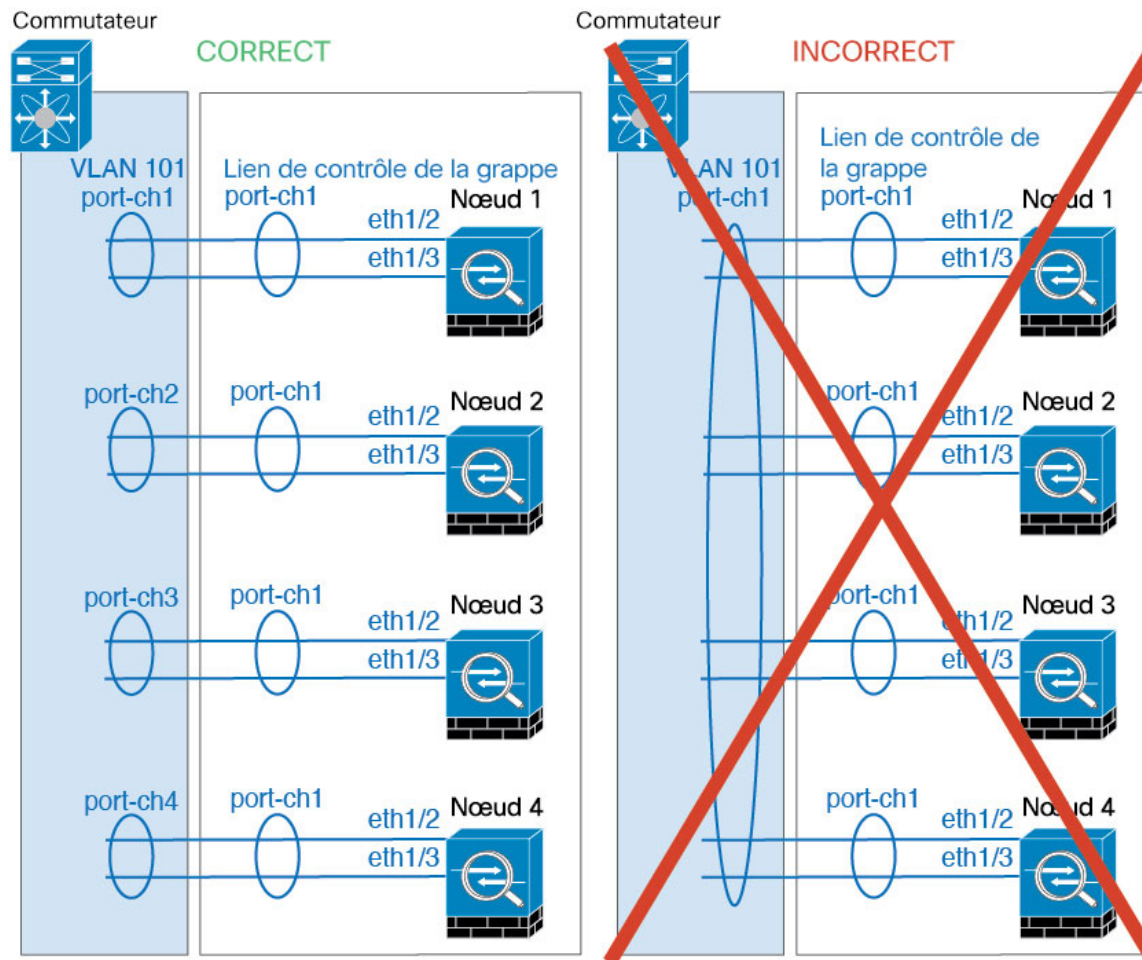 Commutateur
CORRECT
VLAN 101
port-ch1
Lien de contrôle de la grappe
port-ch1
Nœud 1
eth1/2
eth1/3
port-ch2
port-ch1
Nœud 2
eth1/2
eth1/3
port-ch3
port-ch1
Nœud 3
eth1/2
eth1/3
port-ch4
port-ch1
Nœud 4
eth1/2
eth1/3
Commutateur
INCORRECT
VLAN 101
port-ch1
Lien de contrôle de
la grappe
port-ch1
Nœud 1
eth1/2
eth1/3
port-ch1
Nœud 2
eth1/2
eth1/3
port-ch1
Nœud 3
eth1/2
eth1/3
port-ch1
Nœud 4
eth1/2
eth1/3